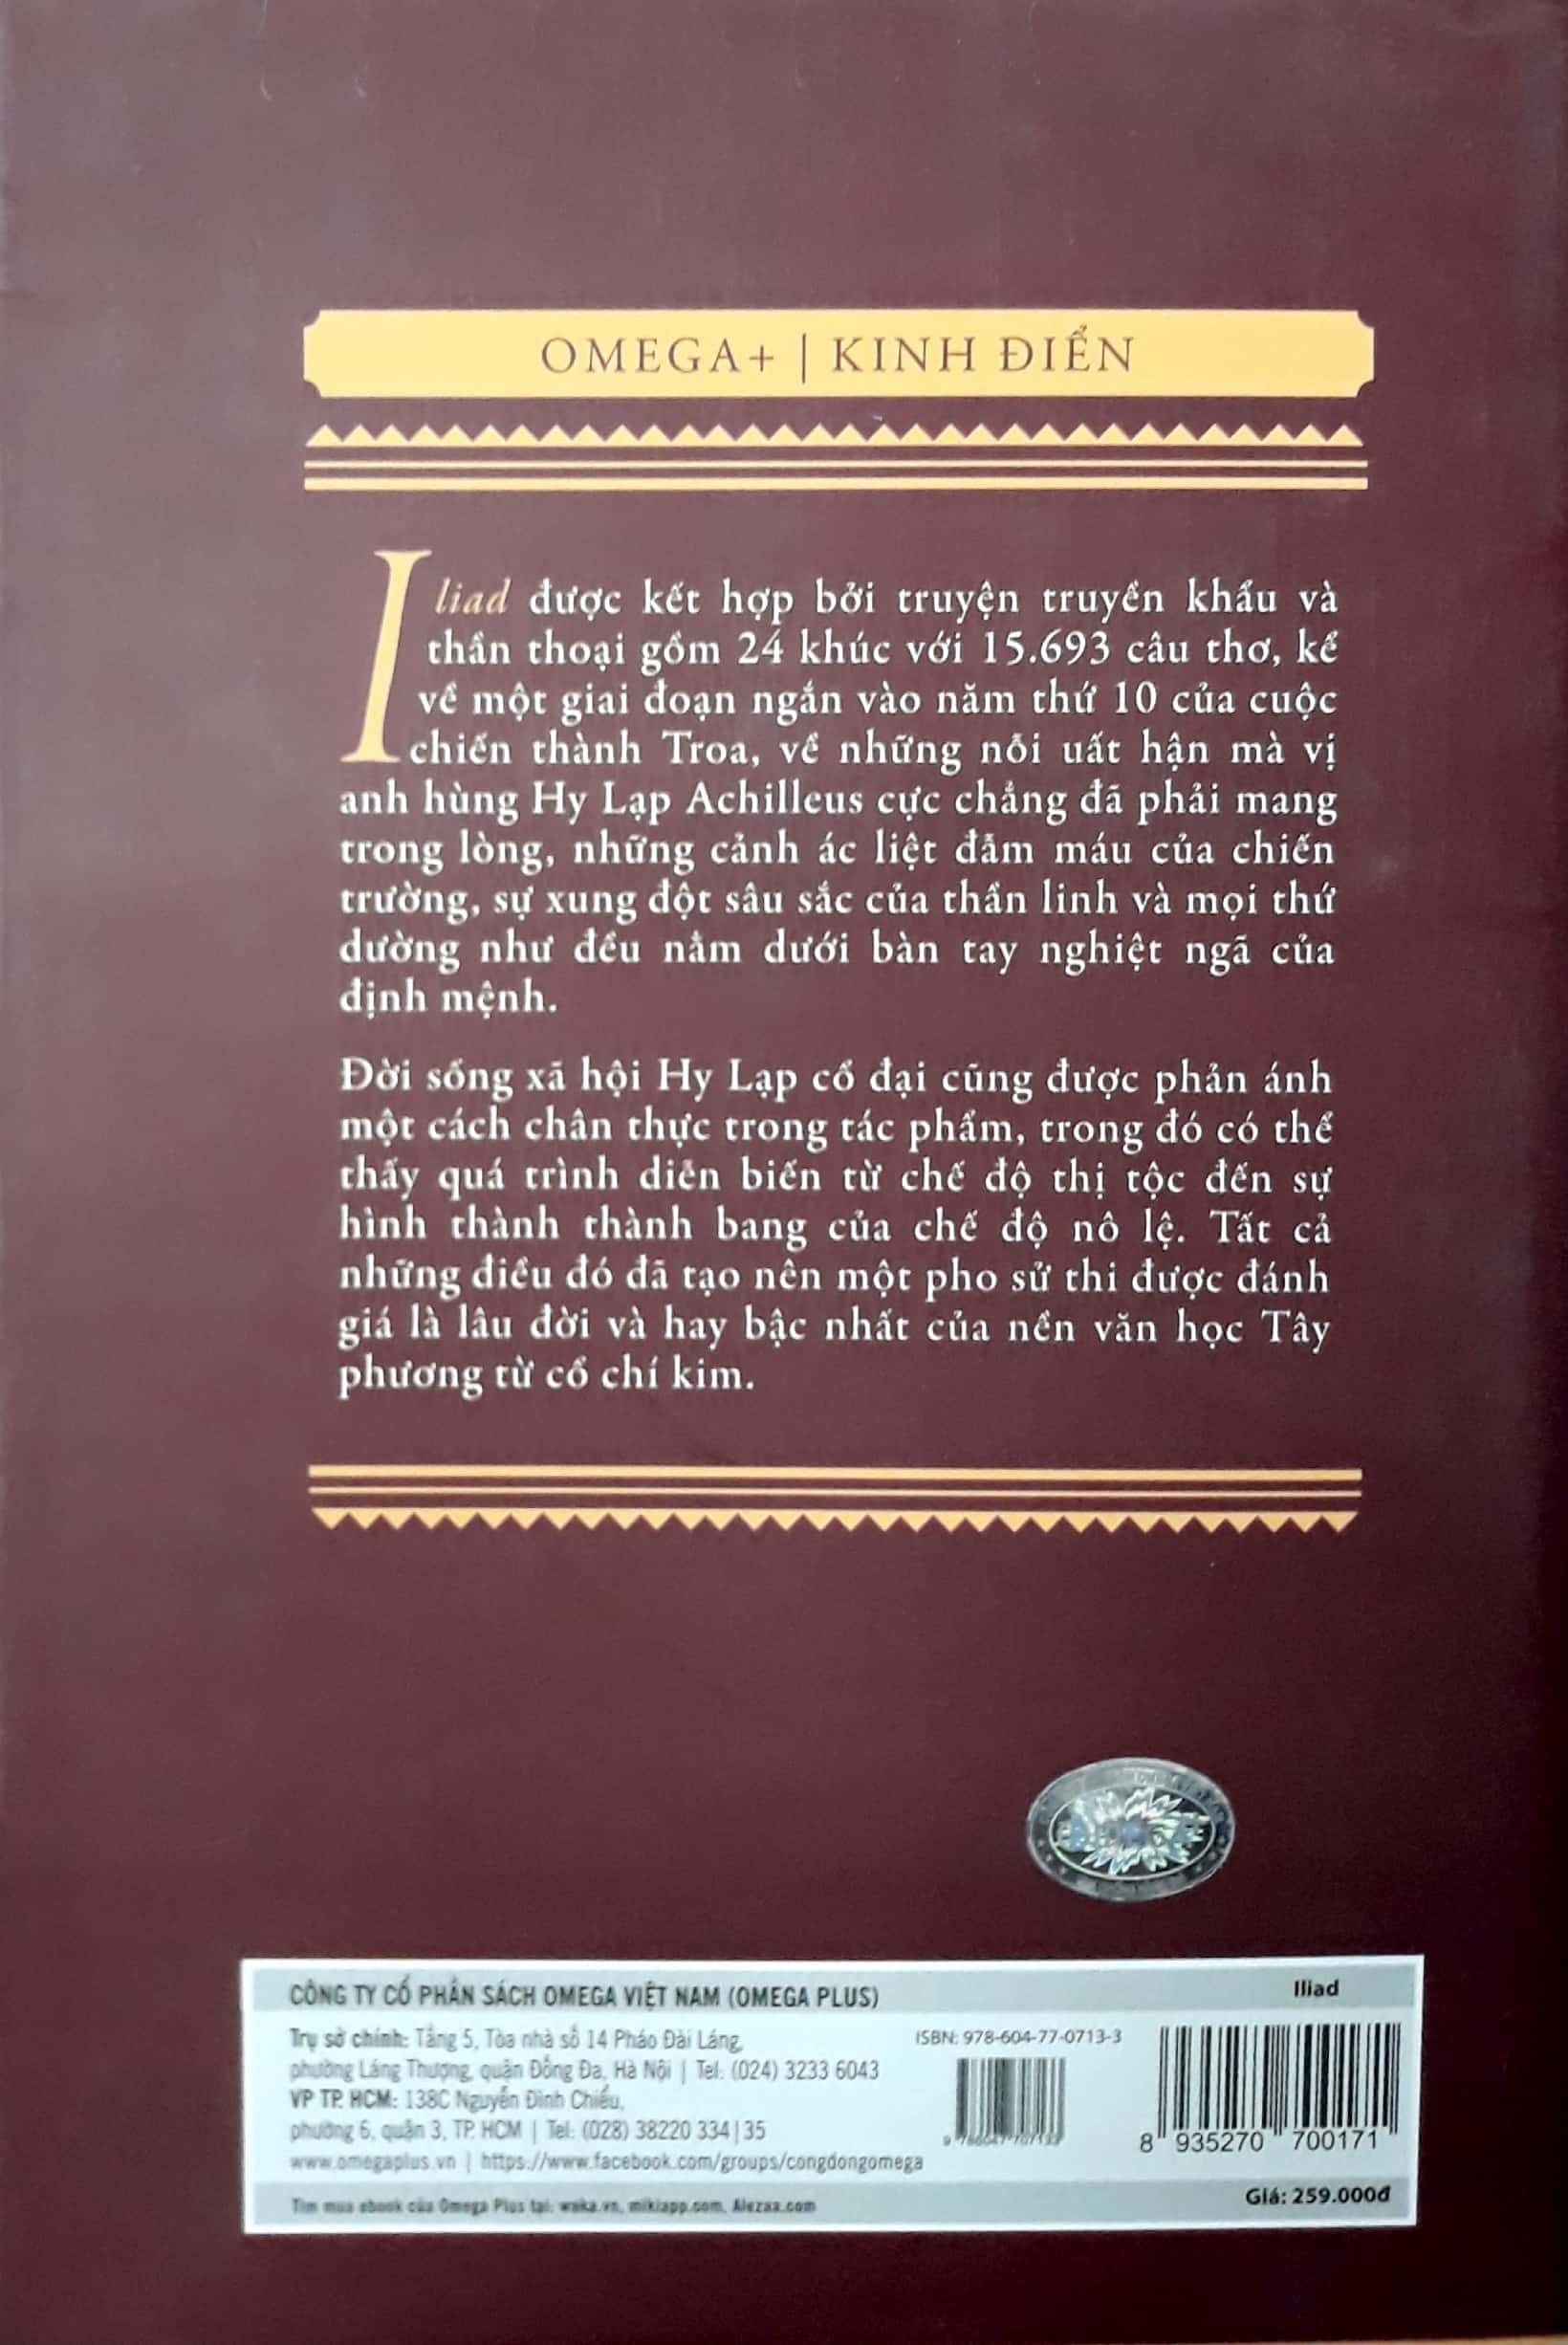 OMEGA+ | KINH ĐIỂN
Iliad được kết hợp bởi truyện truyền khẩu và
thần thoại gồm 24 khúc với 15.693 câu thơ, kể
về một giai đoạn ngắn vào năm thứ 10 của cuộc
chiến thành Troa, về những nỗi uất hận mà vị
anh hùng Hy Lạp Achilleus cực chẳng đã phải mang
trong lòng, những cảnh ác liệt đẫm máu của chiến
trường, sự xung đột sâu sắc của thần linh và mọi thứ
dường như đều nằm dưới bàn tay nghiệt ngã của
định mệnh.
Đời sống xã hội Hy Lạp cổ đại cũng được phản ánh
một cách chân thực trong tác phẩm, trong đó có thể
thấy quá trình diễn biến từ chế độ thị tộc đến sự
hình thành thành bang của chế độ nô lệ. Tất cả
những điều đó đã tạo nên một pho sử thi được đánh
giá là lâu đời và hay bậc nhất của nền văn học Tây
phương từ cổ chí kim.
CÔNG TY CỔ PHẦN SÁCH OMEGA VIỆT NAM (OMEGA PLUS)
Iliad
Trụ sở chính: Tầng 5, Tòa nhà số 14 Pháo Đài Láng,
phường Láng Thượng, quận Đống Đa, Hà Nội | Tel: (024) 3233 6043
VP TP. HCM: 138C Nguyễn Đình Chiểu,
phường 6, quận 3, TP. HCM | Tel: (028) 38220 334|35
www.omegaplus.vn | https://www.facebook.com/groups/congdongomega
Tìm mua ebook của Omega Plus tại: waka.vn, mikiapp.com, Alezaa.com
ISBN: 978-604-77-0713-3
8 935270 700171
Giá: 259.000đ